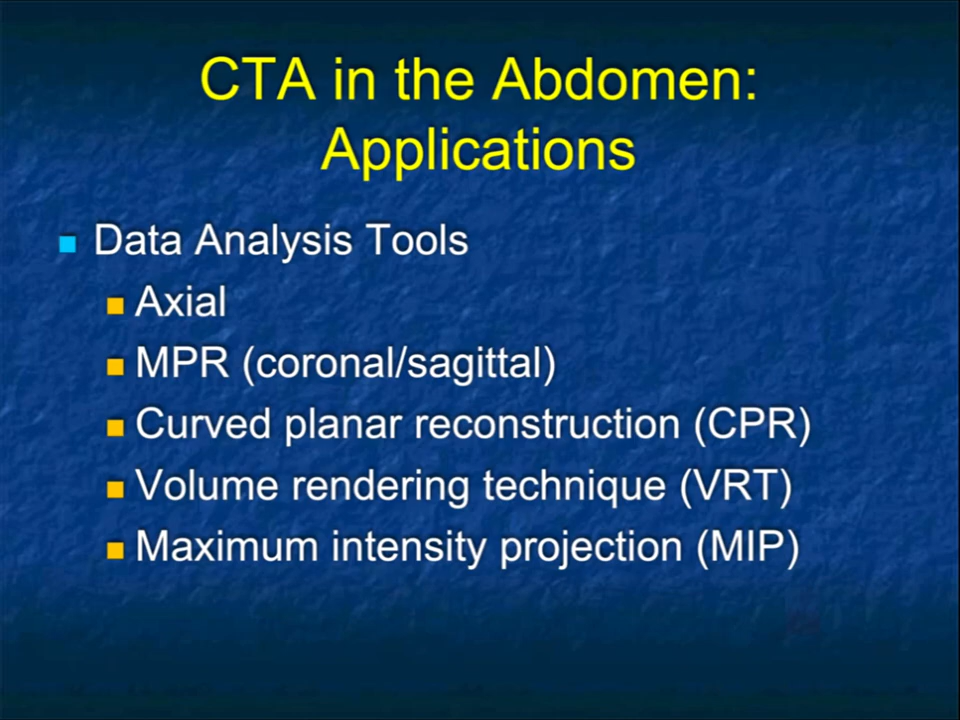 CTA in the Abdomen:
Applications
Data Analysis Tools
Axial
MPR (coronal/sagittal)
Curved planar reconstruction (CPR)
Volume rendering technique (VRT)
Maximum intensity projection (MIP)